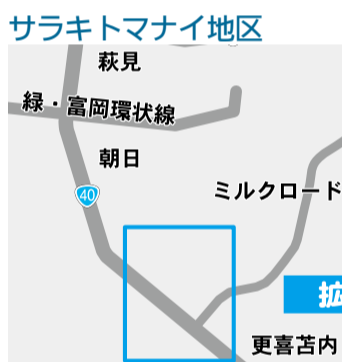 サラキトマナイ地区
萩見
緑・富岡環状線
朝日
40
ミルクロード
拡
更喜苫内